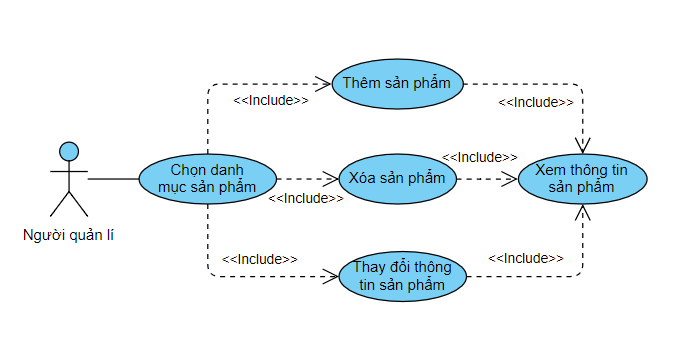 Thêm sản phẩm
<<Include>>
<<Include>>
Chọn danh
mục sản phẩm
<<Include>>
Xóa sản phẩm
<<Include>>
Xem thông tin
sản phẩm
Người quản lí
<<Include>>
Thay đổi thông
tin sản phẩm
<<Include>>